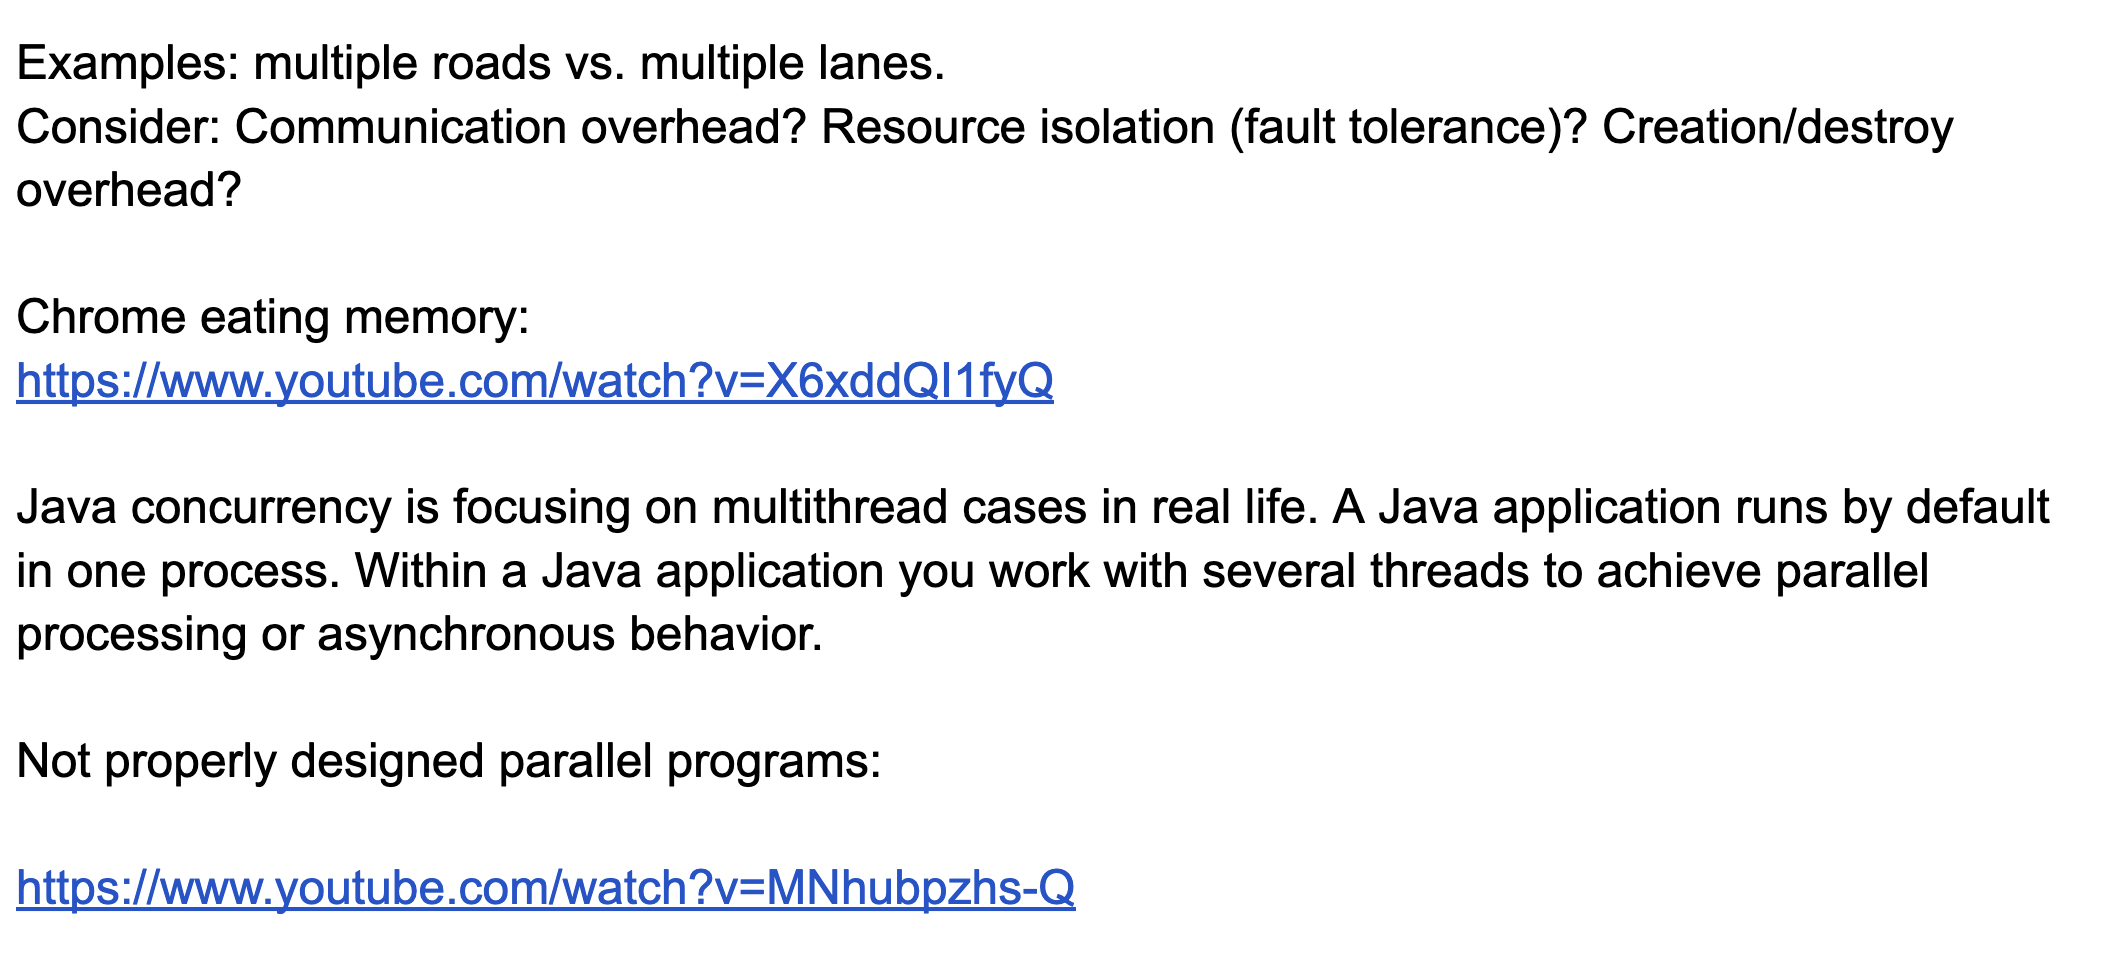 Examples: multiple roads vs. multiple lanes.
Consider: Communication overhead? Resource isolation (fault tolerance)? Creation/destroy
overhead?
Chrome eating memory:
https://www.youtube.com/watch?v=X6xddQI1fyQ
Java concurrency is focusing on multithread cases in real life. A Java application runs by default
in one process. Within a Java application you work with several threads to achieve parallel
processing or asynchronous behavior.
Not properly designed parallel programs:
https://www.youtube.com/watch?v=MNhubpzhs-Q